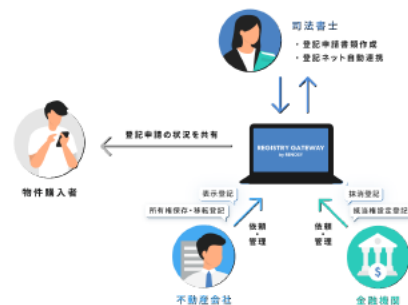 司法書士
・登記申請書類作成
・登記ネット自動連携
登記申請の状況を共有
REGISTRY GATEWAY
by RENOSY
物件購入者
表示登記
抹消登記
所有権保存・移転登記
抵当権設定登記
依頼・管理
依頼・管理
不動産会社
金融機関
$